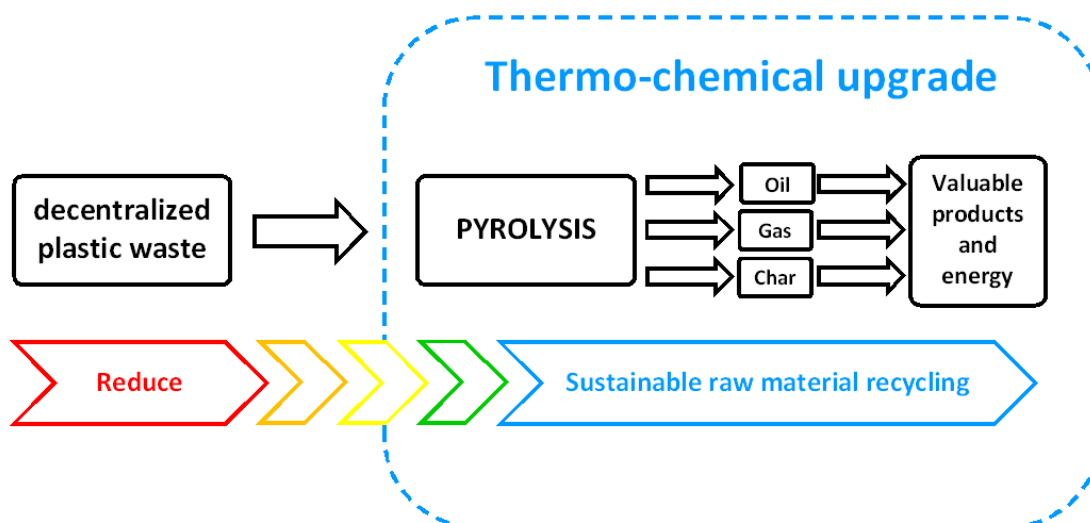 Thermo-chemical upgrade
decentralized
plastic waste
PYROLYSIS
Oil
Gas
Char
Valuable
products
and
energy
Reduce
Sustainable raw material recycling